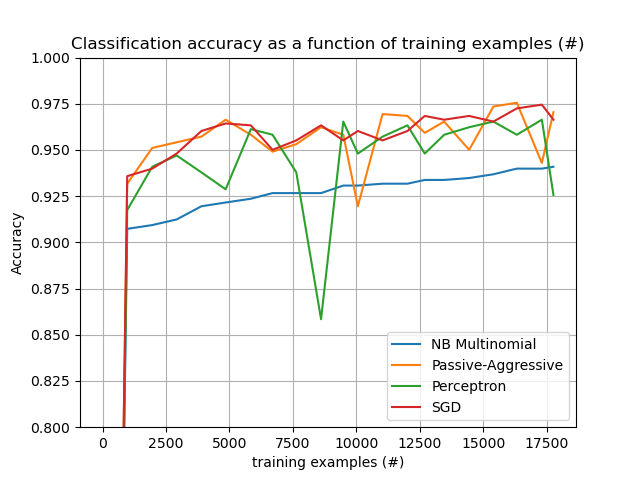 Classification accuracy as a function of training examples (#)
1.000
0.975
0.950
0.925
0.900
0.875
0.850
0.825
0.800
Accuracy
NB Multinomial
Passive-Aggressive
Perceptron
SGD
0 2500 5000 7500 10000 12500 15000 17500
training examples (#)